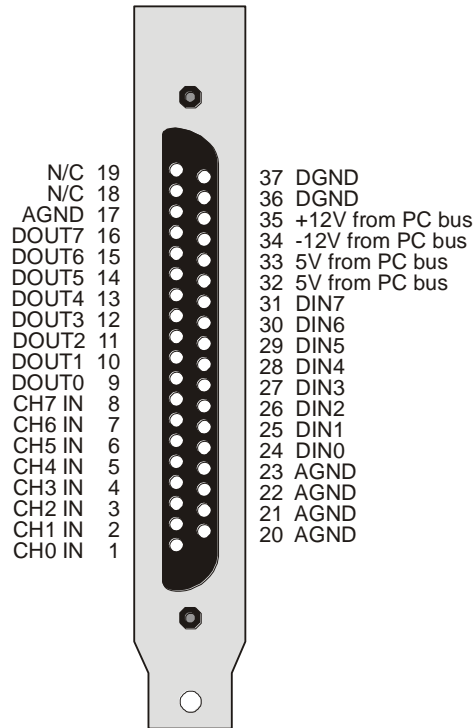 N/C 19
N/C 18
AGND 17
DOUT7 16
DOUT6 15
DOUT5 14
DOUT4 13
DOUT3 12
DOUT2 11
DOUT1 10
DOUT0 9
CH7 IN 8
CH6 IN 7
CH5 IN 6
CH4 IN 5
CH3 IN 4
CH2 IN 3
CH1 IN 2
CH0 IN 1
37 DGND
36 DGND
35 +12V from PC bus
34 -12V from PC bus
33 5V from PC bus
32 5V from PC bus
31 DIN7
30 DIN6
29 DIN5
28 DIN4
27 DIN3
26 DIN2
25 DIN1
24 DIN0
23 AGND
22 AGND
21 AGND
20 AGND